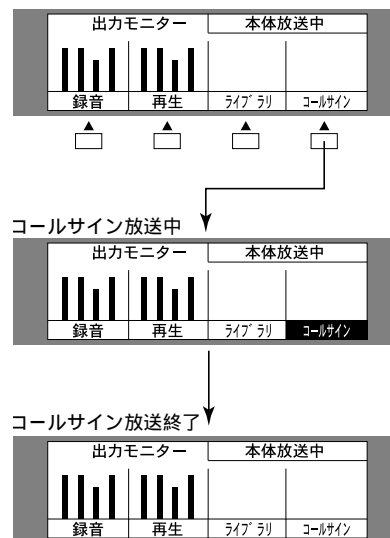 出力モニター 本体放送中
録音 再生 ライブラリ コールサイン
コールサイン放送中
出力モニター 本体放送中
録音 再生 ライブラリ コールサイン
コールサイン放送終了
出力モニター 本体放送中
録音 再生 ライブラリ コールサイン